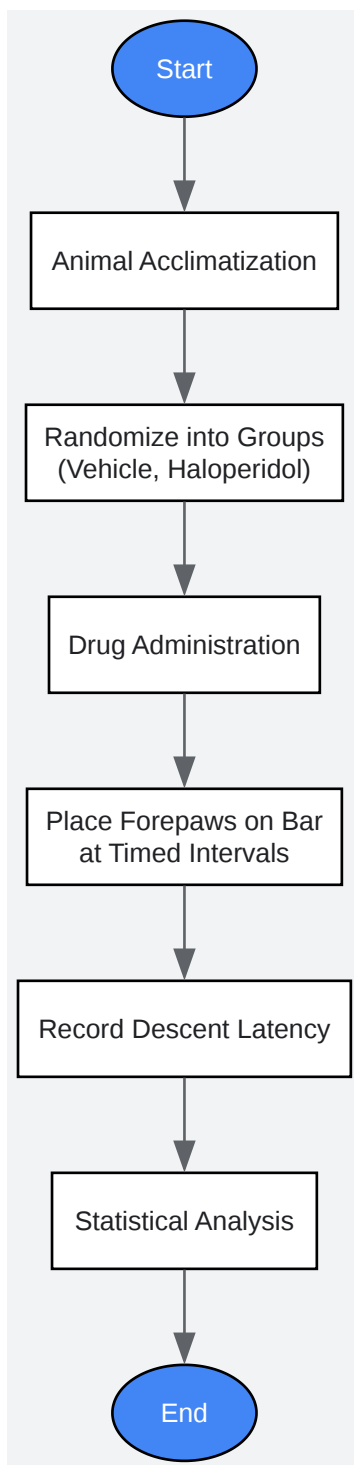 Start
Animal Acclimatization
Randomize into Groups
(Vehicle, Haloperidol)
Drug Administration
Place Forepaws on Bar
at Timed Intervals
Record Descent Latency
Statistical Analysis
End